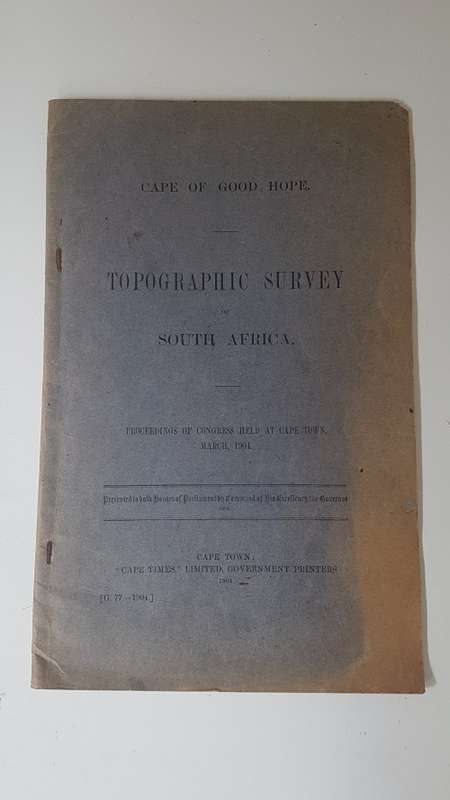 CAPE OF GOOD HOPE.
TOPOGRAPHIC SURVEY
OF
SOUTH AFRICA.
PROCEEDINGS OF CONGRESS HELD AT CAPE TOWN,
MARCH, 1904.
Presented to both Houses of Parliament by Command of His Excellency the Governor
1904.
CAPE TOWN:
"CAPE TIMES," LIMITED, GOVERNMENT PRINTERS
1904
[G. 77.—1904.]